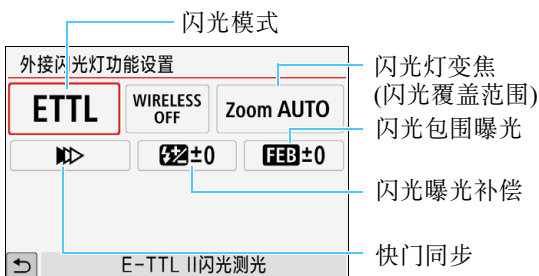 闪光模式
外接闪光灯功能设置
ETTL
WIRELESS
OFF
Zoom AUTO
±0
FEB±0
E-TTL II闪光测光
闪光灯变焦
(闪光覆盖范围)
闪光包围曝光
闪光曝光补偿
快门同步